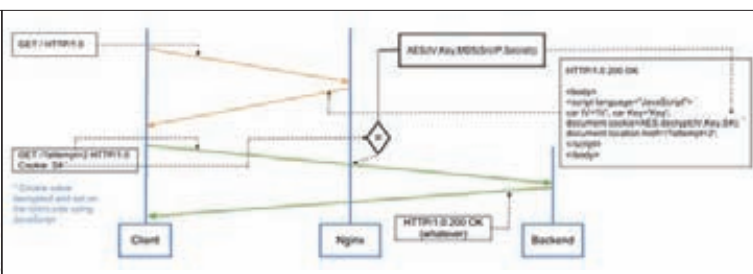 GET / HTTP/1.0
AES(IV,Key,MD5(SrcIP,Secret))
HTTP/1.0 200 OK
<body>
<script language="JavaScript">
var IV="IV", var Key="Key",
document.cookie=AES.decrypt(IV,Key,S#),
document.location.href="/?attempt=2",
</script>
</body>
=
GET /?attempt=2 HTTP/1.0
Cookie: S#*
* Cookie value
decrypted and set on
the client side using
JavaScript
HTTP/1.0 200 OK
(whatever)
Client
Nginx
Backend